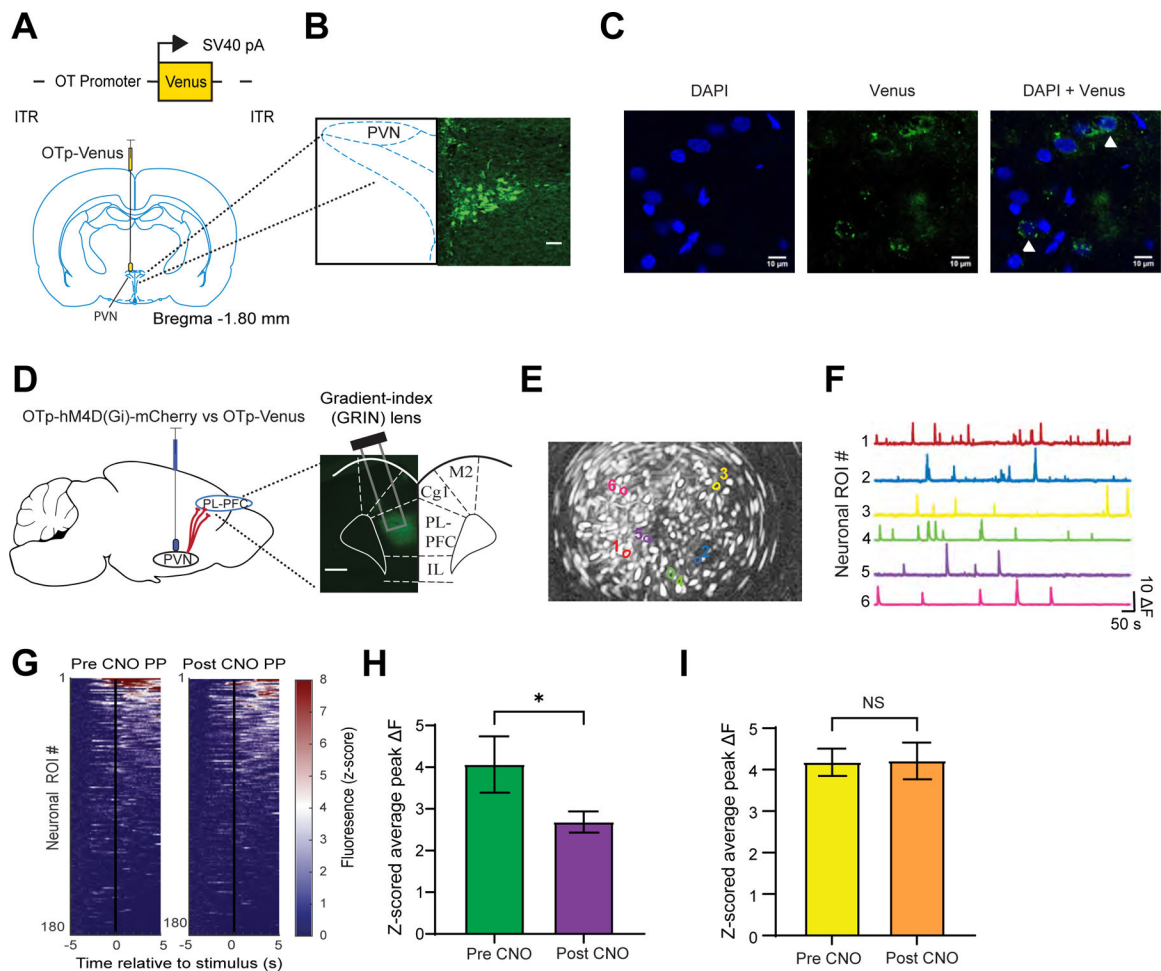 A
SV40 pA
OT Promoter
Venus
ITR
ITR
OTp-Venus
PVN
Bregma -1.80 mm
B
PVN
C
DAPI
Venus
DAPI + Venus
10 μm
10 μm
10 μm
D
OTp-hM4D(Gi)-mCherry vs OTp-Venus
PL-PFC
PVN
Gradient-index
(GRIN) lens
M2
Cg1
PL-
PFC
IL
E
3
6
5
1
2
4
F
Neuronal ROI #
1
2
3
4
5
6
10 ΔF
50 s
G
Pre CNO PP
Post CNO PP
1
Neuronal ROI #
180
180
-5 0 5
-5 0 5
Time relative to stimulus (s)
8
7
6
5
4
3
2
1
0
Fluoresence (z-score)
H
*
Z-scored average peak ΔF
5
4
3
2
1
0
Pre CNO
Post CNO
I
NS
Z-scored average peak ΔF
5
4
3
2
1
0
Pre CNO
Post CNO